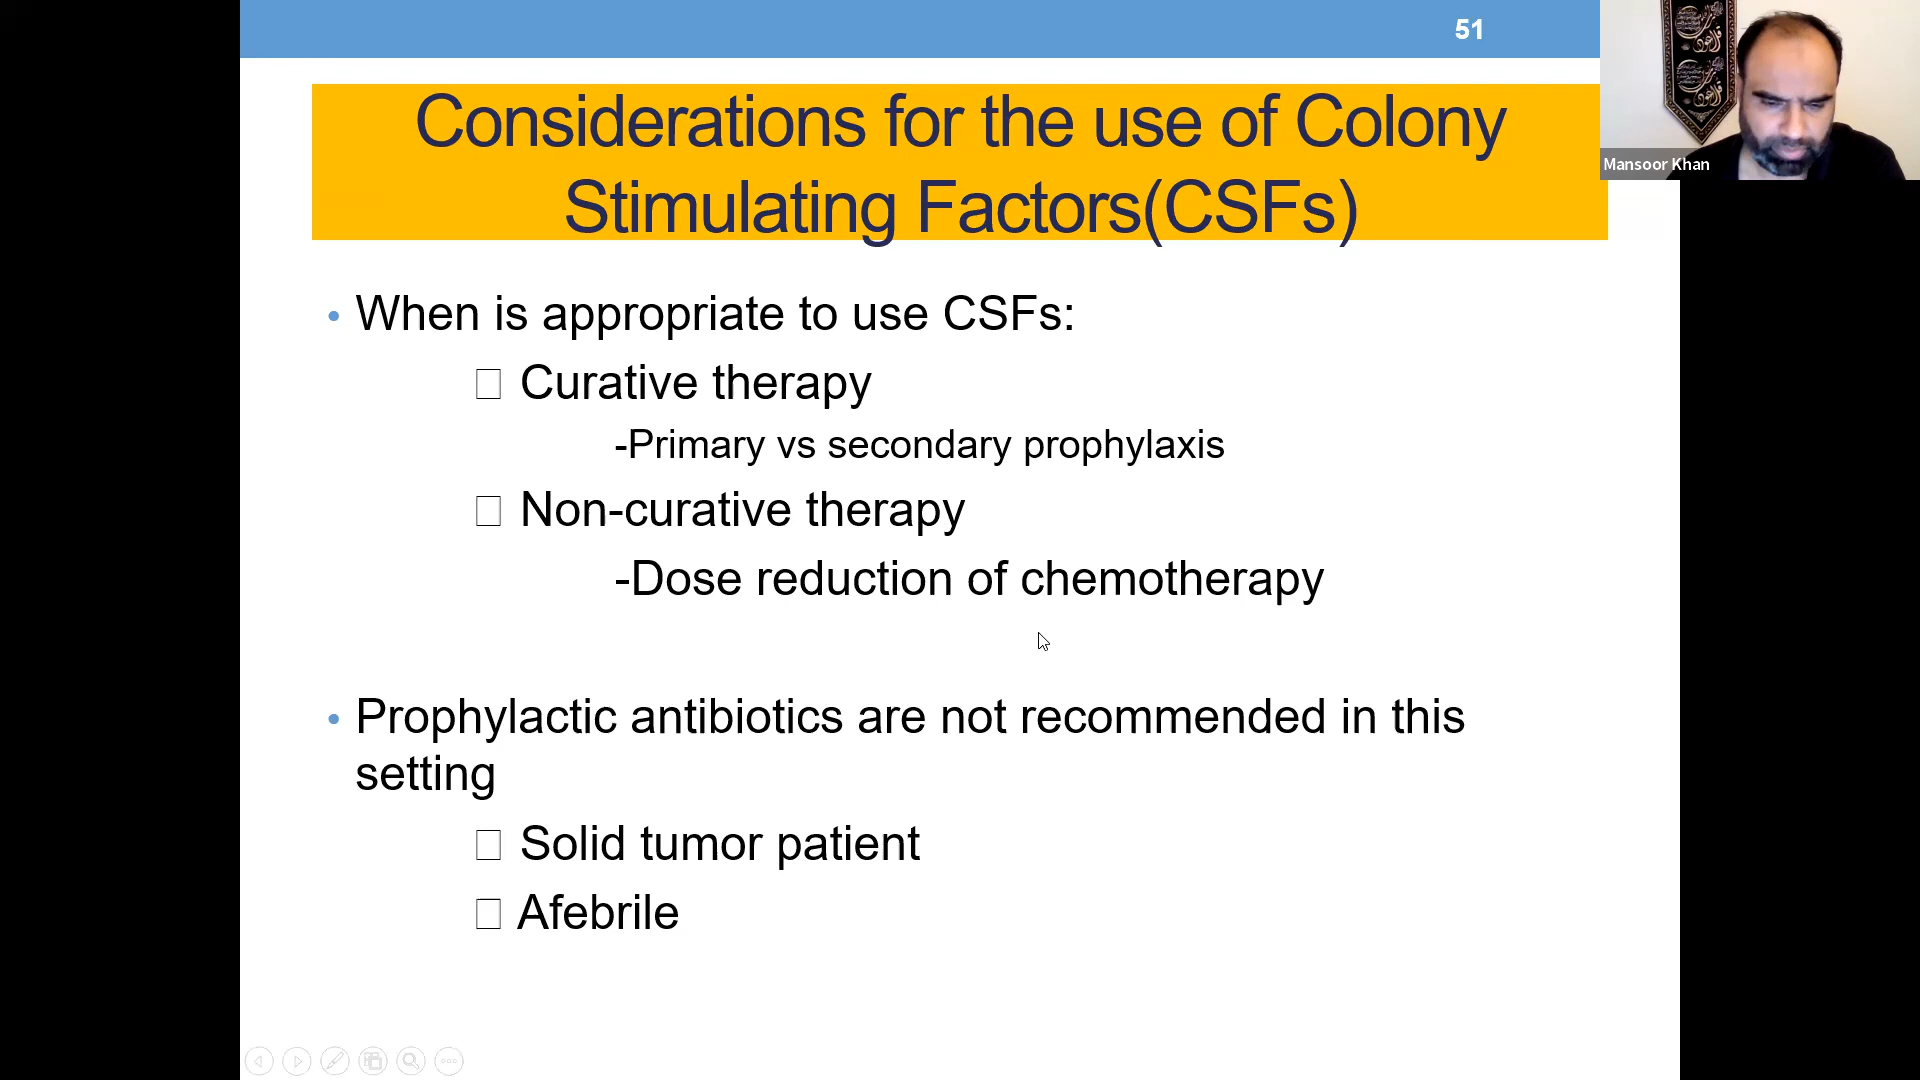 51
Considerations for the use of Colony
Stimulating Factors(CSFs)
Mansoor Khan
• When is appropriate to use CSFs:
□ Curative therapy
-Primary vs secondary prophylaxis
□ Non-curative therapy
-Dose reduction of chemotherapy
• Prophylactic antibiotics are not recommended in this
setting
□ Solid tumor patient
□ Afebrile